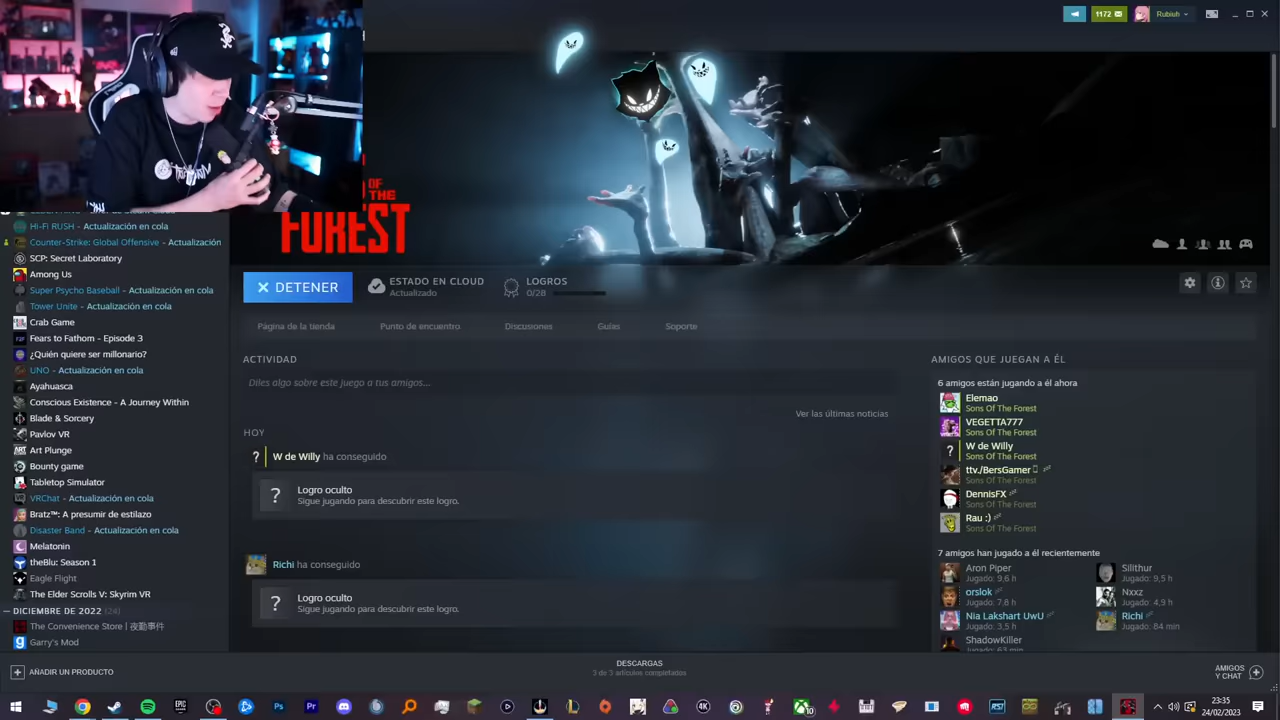 1172
Rubiuh
OF
THE
FOREST
HI-FI RUSH - Actualización en cola
Counter-Strike: Global Offensive - Actualización
SCP: Secret Laboratory
Among Us
Super Psycho Baseball - Actualización en cola
Tower Unite - Actualización en cola
Crab Game
Fears to Fathom - Episode 3
¿Quién quiere ser millonario?
UNO - Actualización en cola
Ayahuasca
Conscious Existence - A Journey Within
Blade & Sorcery
Pavlov VR
Art Plunge
Bounty game
Tabletop Simulator
VRChat - Actualización en cola
Bratz™: A presumir de estilazo
Disaster Band - Actualización en cola
Melatonin
theBlu: Season 1
Eagle Flight
The Elder Scrolls V: Skyrim VR
DICIEMBRE DE 2022 (24)
The Convenience Store | 夜勤事件
Garry's Mod
DETENER
ESTADO EN CLOUD
Actualizado
LOGROS
0/28
Página de la tienda
Punto de encuentro
Discusiones
Guías
Soporte
ACTIVIDAD
Diles algo sobre este juego a tus amigos...
Ver las últimas noticias
HOY
W de Willy ha conseguido
Logro oculto
Sigue jugando para descubrir este logro.
Richi ha conseguido
Logro oculto
Sigue jugando para descubrir este logro.
AMIGOS QUE JUEGAN A ÉL
6 amigos están jugando a él ahora
Elemao
Sons Of The Forest
VEGETTA777
Sons Of The Forest
W de Willy
Sons Of The Forest
ttv./BersGamer
Sons Of The Forest
DennisFX
Sons Of The Forest
Rau :)
Sons Of The Forest
7 amigos han jugado a él recientemente
Aron Piper
Jugado: 9,6 h
Silithur
Jugado: 9,5 h
orslok
Jugado: 7,8 h
Nxxz
Jugado: 4,9 h
Nia Lakshart UwU
Jugado: 3,5 h
Richi
Jugado: 84 min
ShadowKiller
Jugado: 63 min
AÑADIR UN PRODUCTO
DESCARGAS
3 de 3 artículos completados
AMIGOS
Y CHAT
23:35
24/02/2023